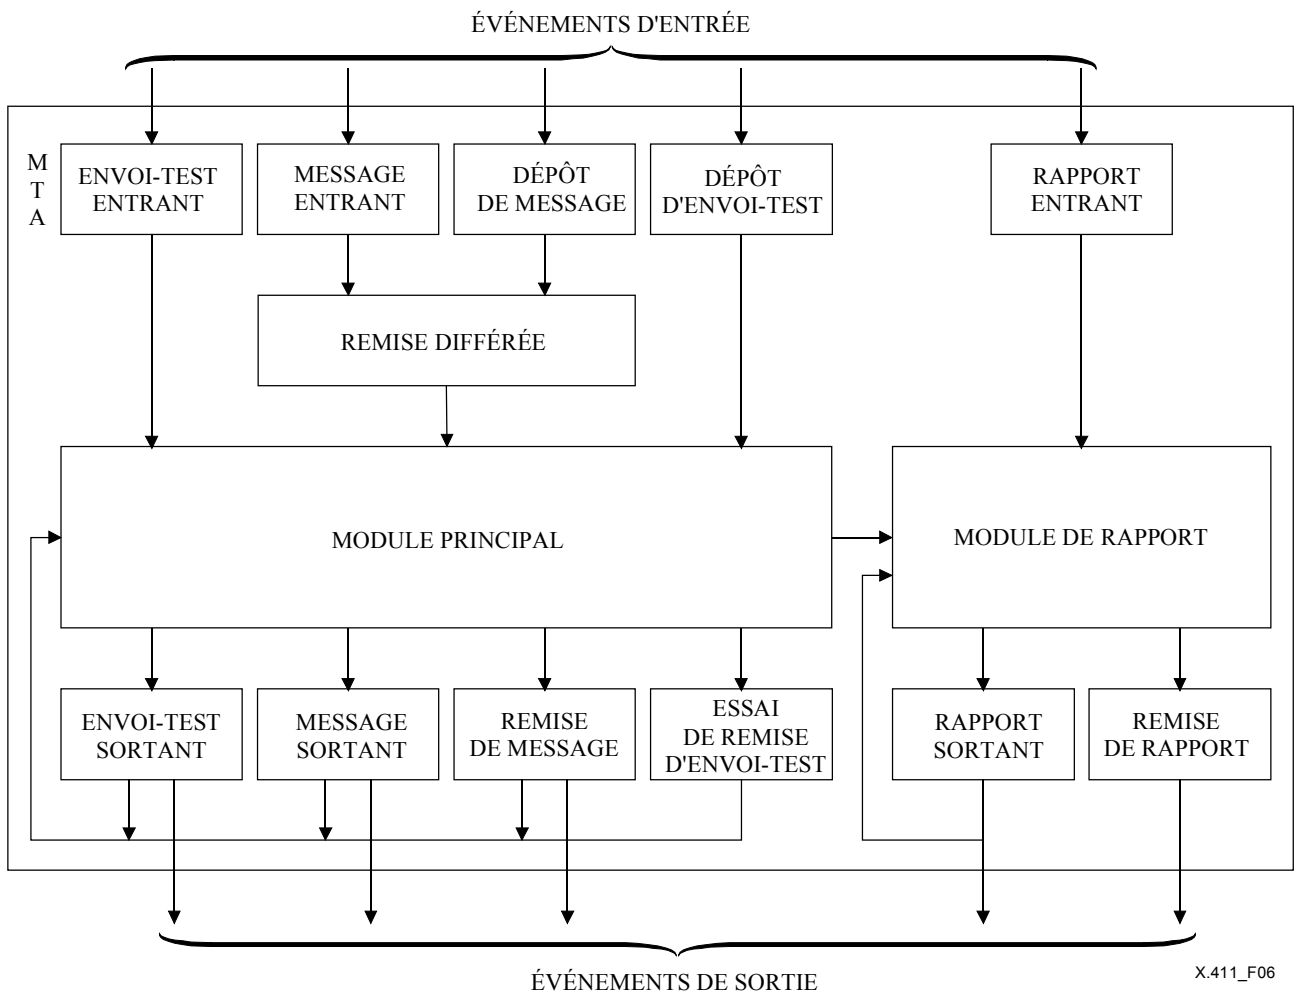 ÉVÉNEMENTS D'ENTRÉE
M
T
A
ENVOI-TEST
ENTRANT
MESSAGE
ENTRANT
DÉPÔT
DE MESSAGE
DÉPÔT
D'ENVOI-TEST
RAPPORT
ENTRANT
REMISE DIFFÉRÉE
MODULE PRINCIPAL
MODULE DE RAPPORT
ENVOI-TEST
SORTANT
MESSAGE
SORTANT
REMISE
DE MESSAGE
ESSAI
DE REMISE
D'ENVOI-TEST
RAPPORT
SORTANT
REMISE
DE RAPPORT
ÉVÉNEMENTS DE SORTIE
X.411_F06